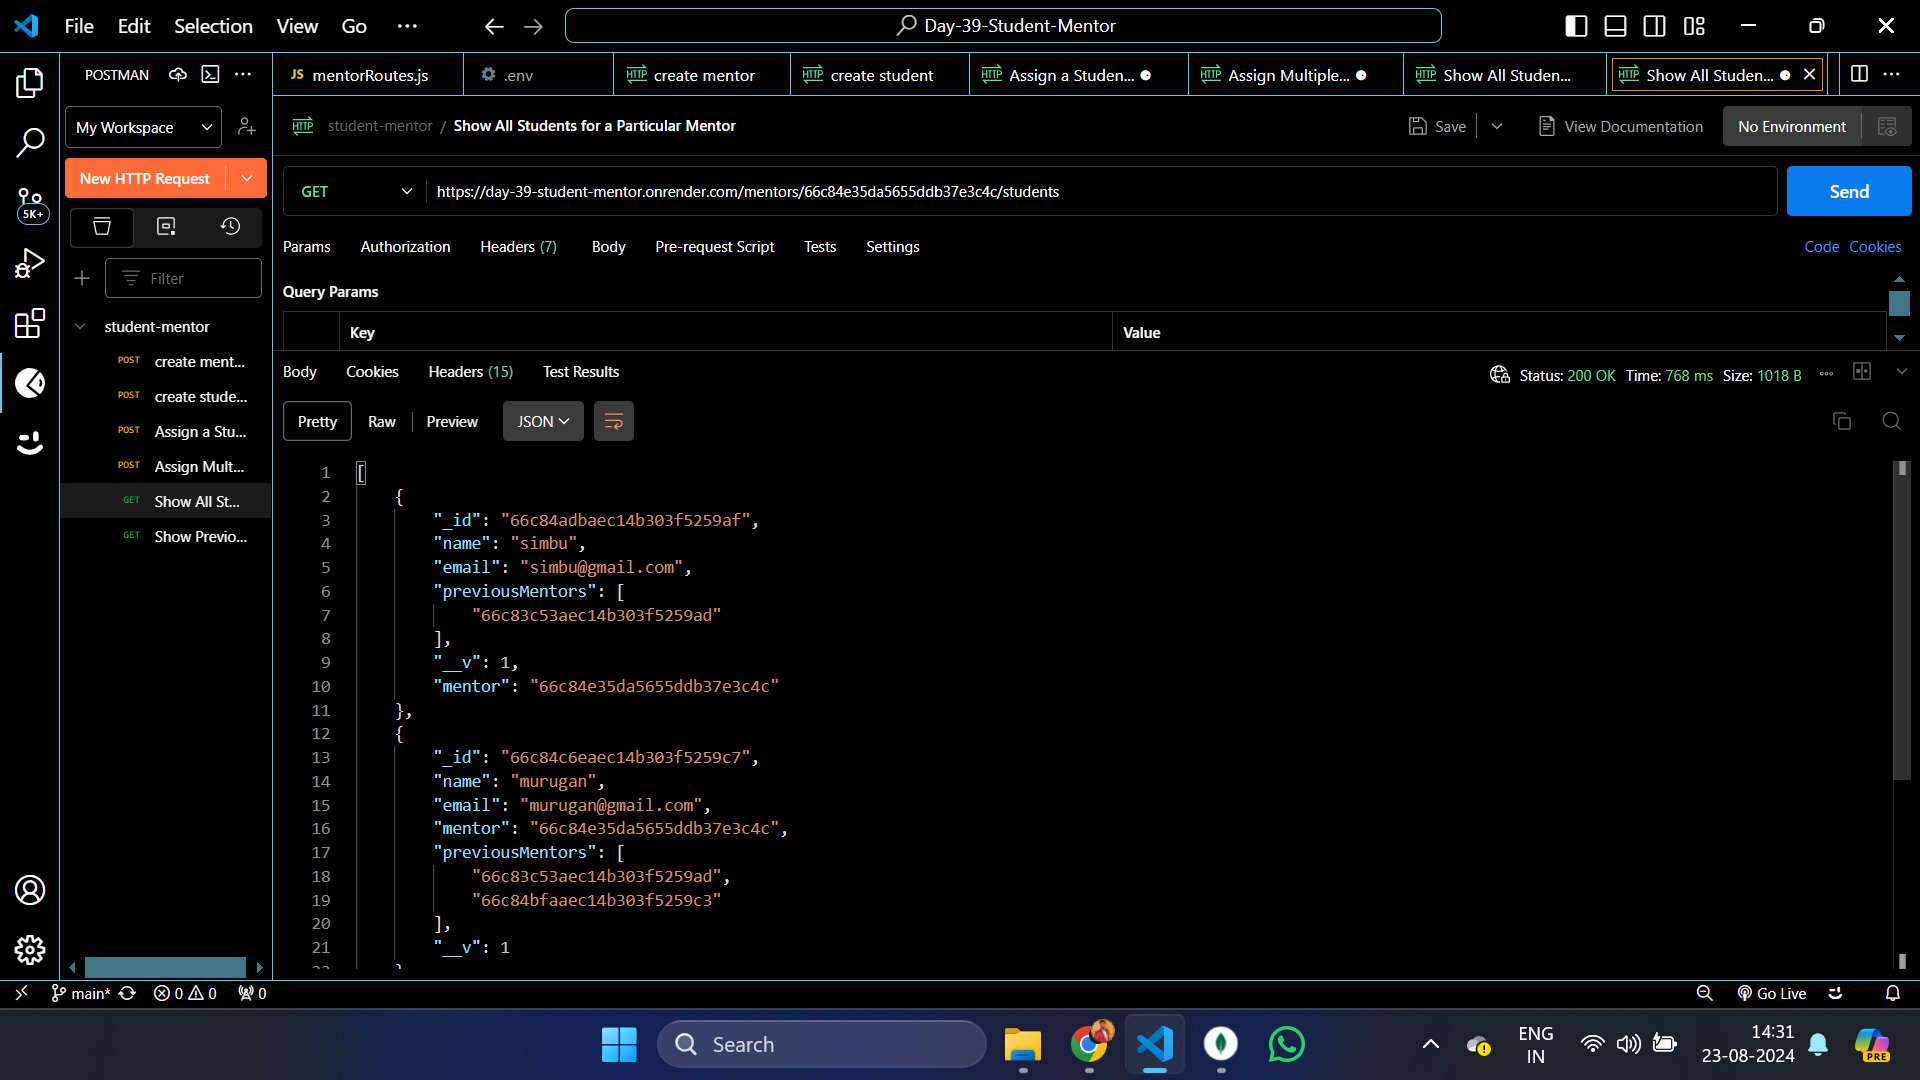 File Edit Selection View Go ··· Day-39-Student-Mentor
POSTMAN ···
JS mentorRoutes.js .env HTTP create mentor HTTP create student HTTP Assign a Studen... HTTP Assign Multiple... HTTP Show All Studen... HTTP Show All Studen... ···
My Workspace
HTTP student-mentor / Show All Students for a Particular Mentor Save View Documentation No Environment
New HTTP Request
GET https://day-39-student-mentor.onrender.com/mentors/66c84e35da5655ddb37e3c4c/students Send
5K+
Params Authorization Headers (7) Body Pre-request Script Tests Settings Code Cookies
Filter
Query Params
Key Value
student-mentor
POST create ment...
POST create stude...
POST Assign a Stu...
POST Assign Mult...
GET Show All St...
GET Show Previo...
Body Cookies Headers (15) Test Results Status: 200 OK Time: 768 ms Size: 1018 B
Pretty Raw Preview JSON
1 [
2 {
3 "_id": "66c84adbaec14b303f5259af",
4 "name": "simbu",
5 "email": "simbu@gmail.com",
6 "previousMentors": [
7 "66c83c53aec14b303f5259ad"
8 ],
9 "__v": 1,
10 "mentor": "66c84e35da5655ddb37e3c4c"
11 },
12 {
13 "_id": "66c84c6eaec14b303f5259c7",
14 "name": "murugan",
15 "email": "murugan@gmail.com",
16 "mentor": "66c84e35da5655ddb37e3c4c",
17 "previousMentors": [
18 "66c83c53aec14b303f5259ad",
19 "66c84bfaaec14b303f5259c3"
20 ],
21 "__v": 1
main* 0 0 0 Go Live
Search
ENG
IN
14:31
23-08-2024
PRE